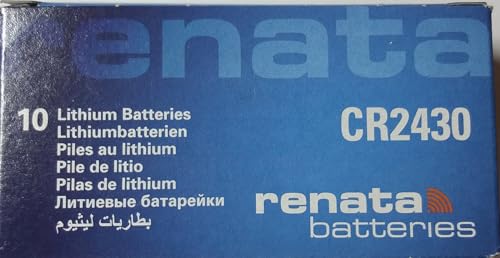 renata
10 Lithium Batteries
Lithiumbatterien
Piles au lithium
Pile de litio
Pilas de lithium
Литиевые батарейки
بطاريات ليثيوم
CR2430
renata
batteries